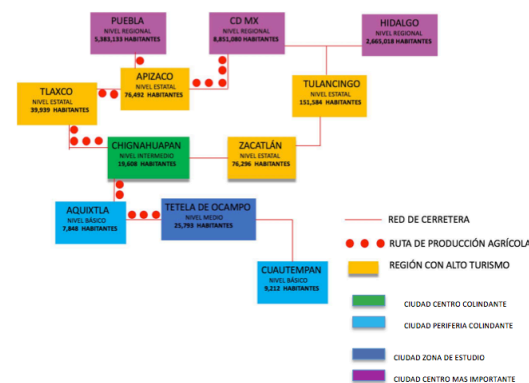 PUEBLA
NIVEL REGIONAL
5,383,133 HABITANTES
CD MX
NIVEL REGIONAL
8,851,080 HABITANTES
HIDALGO
NIVEL REGIONAL
2,665,018 HABITANTES
TLAXCO
NIVEL ESTATAL
39,939 HABITANTES
APIZACO
NIVEL ESTATAL
76,492 HABITANTES
TULANCINGO
NIVEL ESTATAL
151,584 HABITANTES
CHIGNAHUAPAN
NIVEL INTERMEDIO
19,608 HABITANTES
ZACATLÁN
NIVEL ESTATAL
76,296 HABITANTES
AQUIXTLA
NIVEL BÁSICO
7,848 HABITANTES
TETELA DE OCAMPO
NIVEL MEDIO
25,793 HABITANTES
CUAUTEMPAN
NIVEL BÁSICO
9,212 HABITANTES
RED DE CERRETERA
RUTA DE PRODUCCIÓN AGRÍCOLA
REGIÓN CON ALTO TURISMO
CIUDAD CENTRO COLINDANTE
CIUDAD PERIFERIA COLINDANTE
CIUDAD ZONA DE ESTUDIO
CIUDAD CENTRO MAS IMPORTANTE